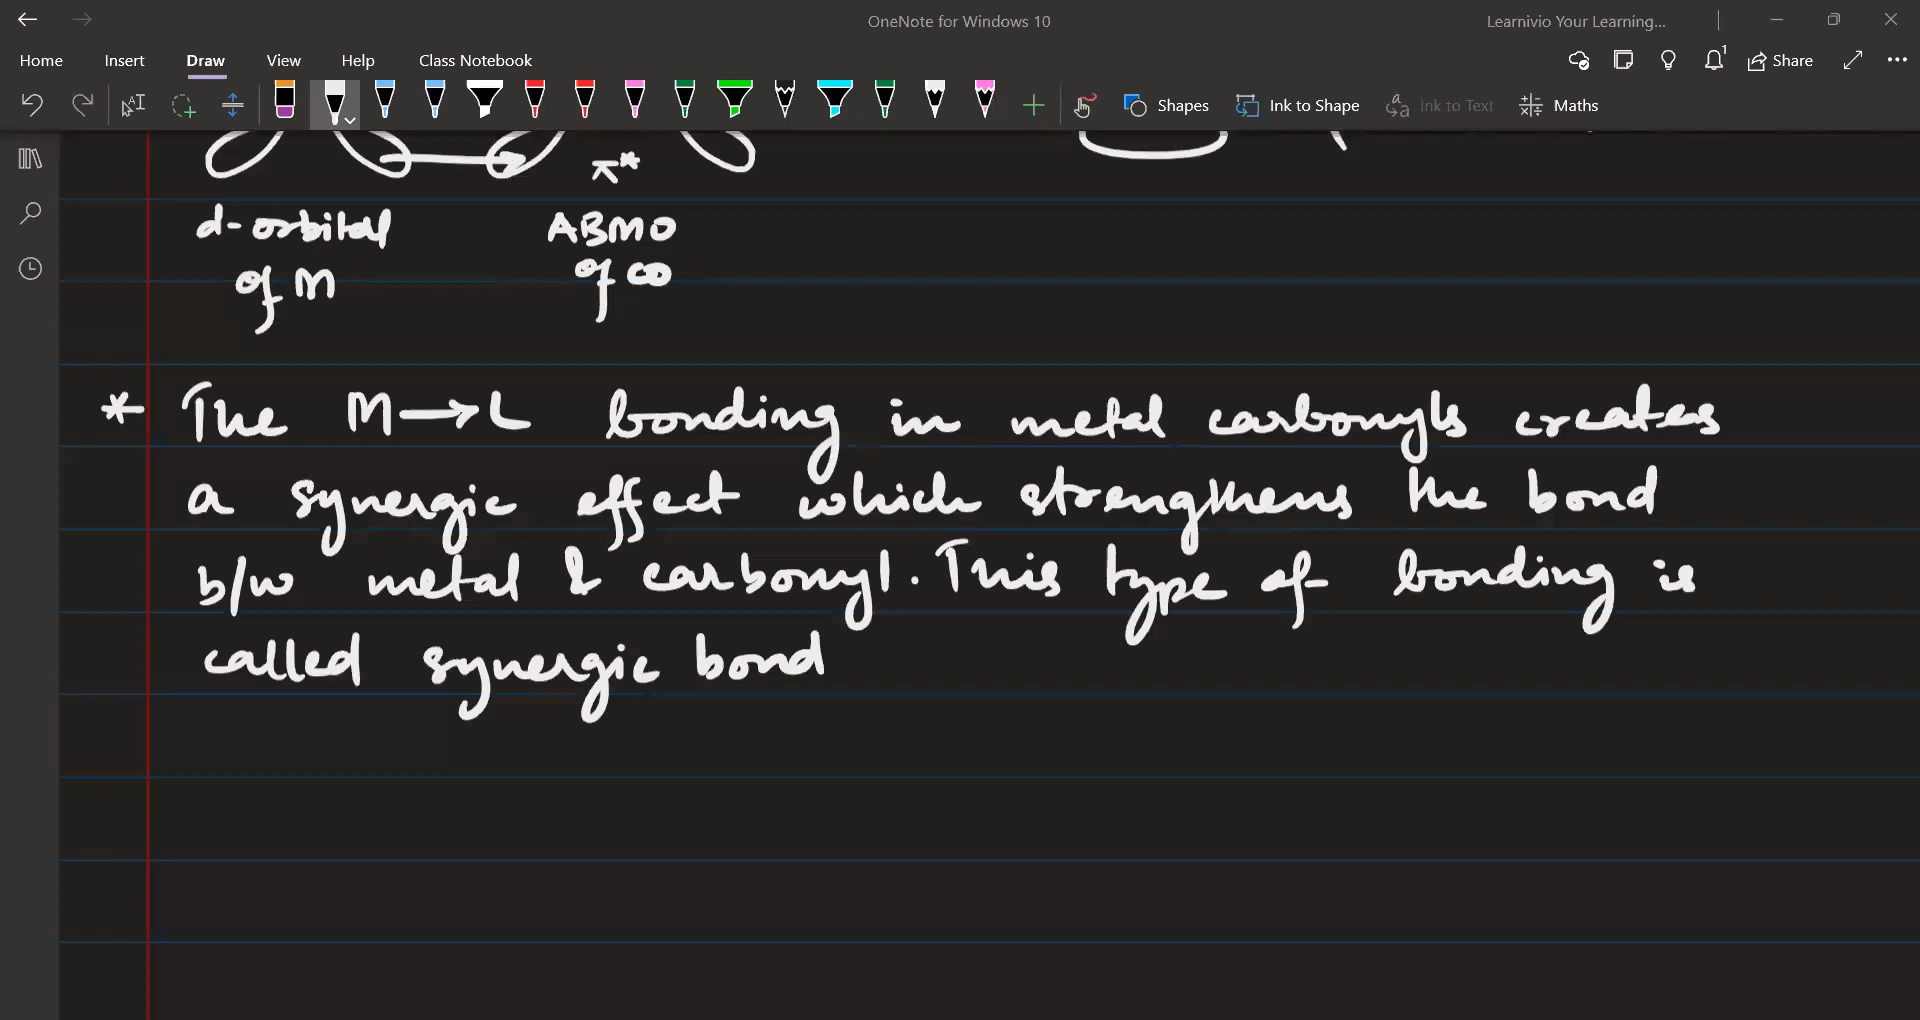 OneNote for Windows 10
Learnivio Your Learning...
Home Insert Draw View Help Class Notebook
1
Share
Shapes Ink to Shape Ink to Text Maths
π*
d-orbital ABMO
of M of CO
* The M→L bonding in metal carbonyls creates
a synergic effect which strengthens the bond
b/w metal & carbonyl. This type of bonding is
called synergic bond